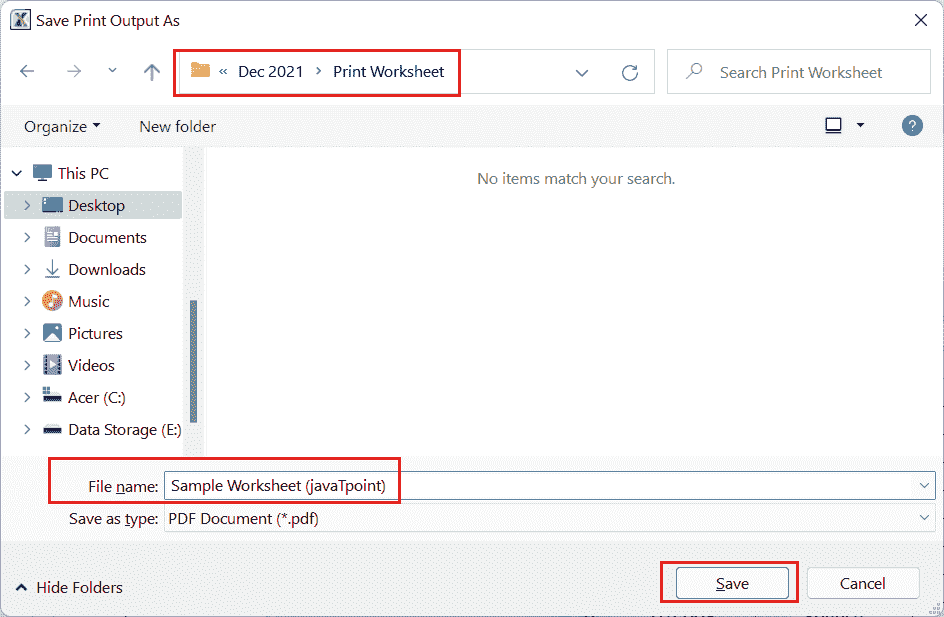 Save Print Output As
« Dec 2021 › Print Worksheet
Search Print Worksheet
Organize
New folder
?
This PC
No items match your search.
Desktop
Documents
Downloads
Music
Pictures
Videos
Acer (C:)
Data Storage (E:)
File name: Sample Worksheet (javaTpoint)
Save as type: PDF Document (*.pdf)
Hide Folders
Save
Cancel